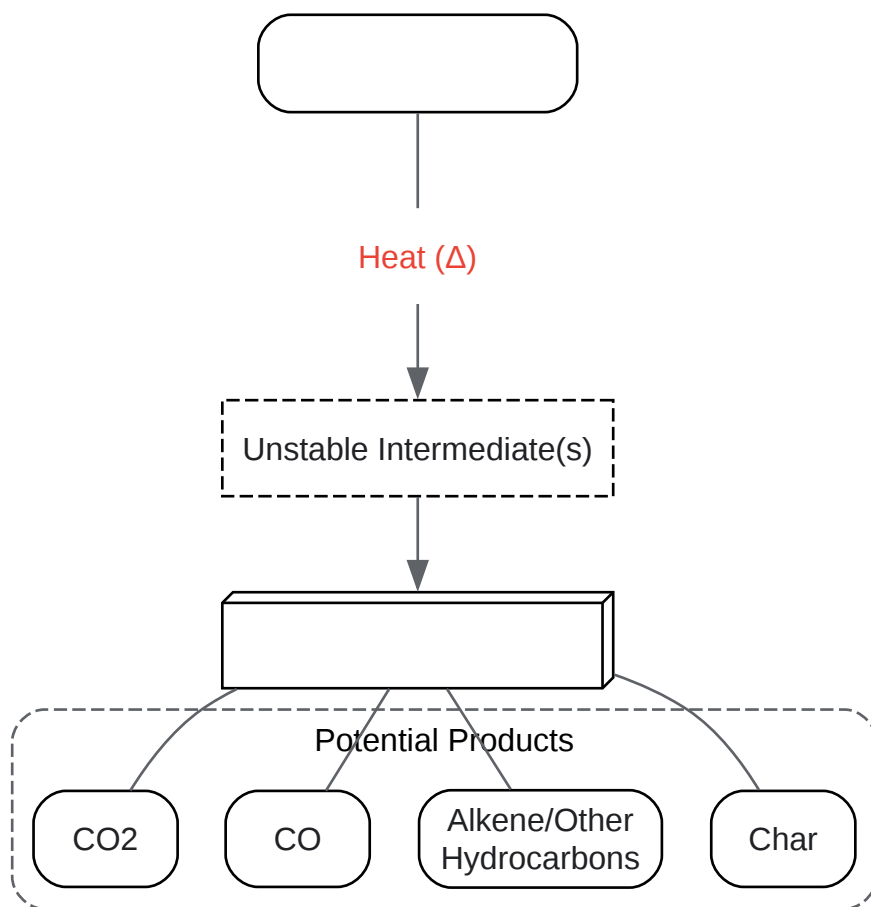 Heat (Δ)
Unstable Intermediate(s)
Potential Products
CO2
CO
Alkene/Other
Hydrocarbons
Char